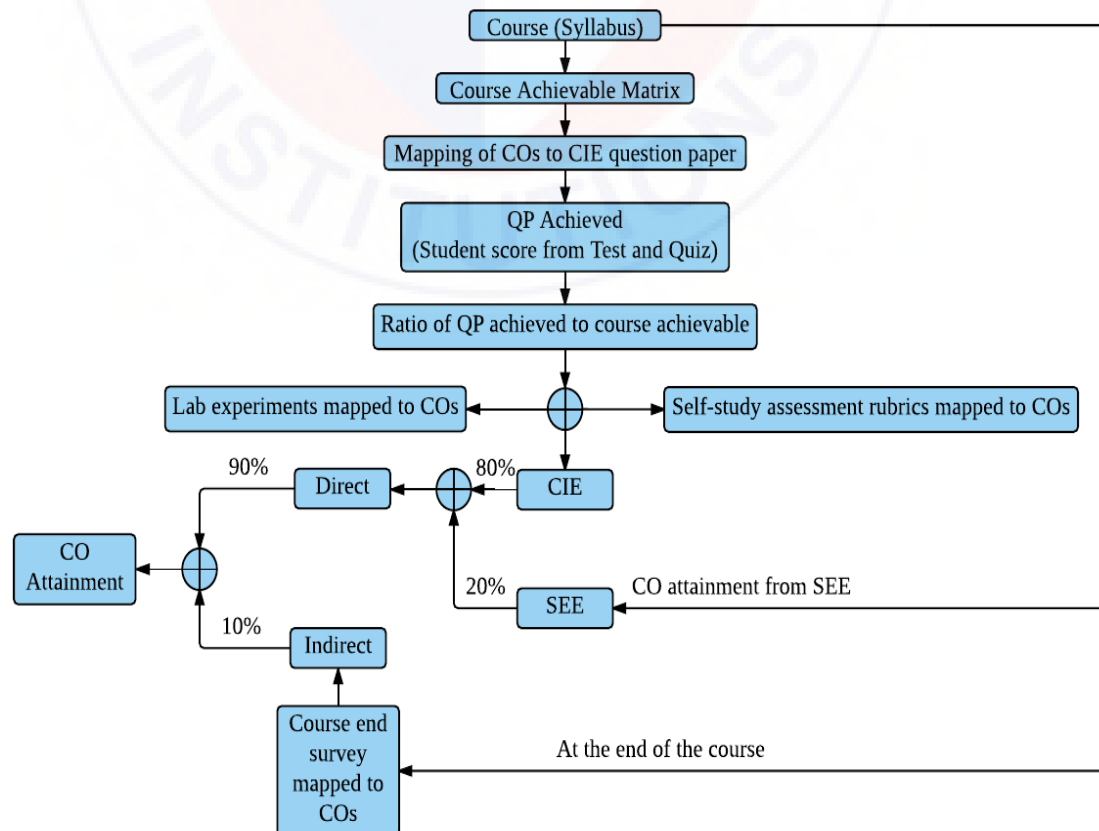 Course (Syllabus)
Course Achievable Matrix
Mapping of COs to CIE question paper
QP Achieved
(Student score from Test and Quiz)
Ratio of QP achieved to course achievable
Lab experiments mapped to COs
Self-study assessment rubrics mapped to COs
90%
Direct
80%
CIE
CO
Attainment
20%
SEE
CO attainment from SEE
10%
Indirect
Course end
survey
mapped to
COs
At the end of the course
INSTITUTIONS